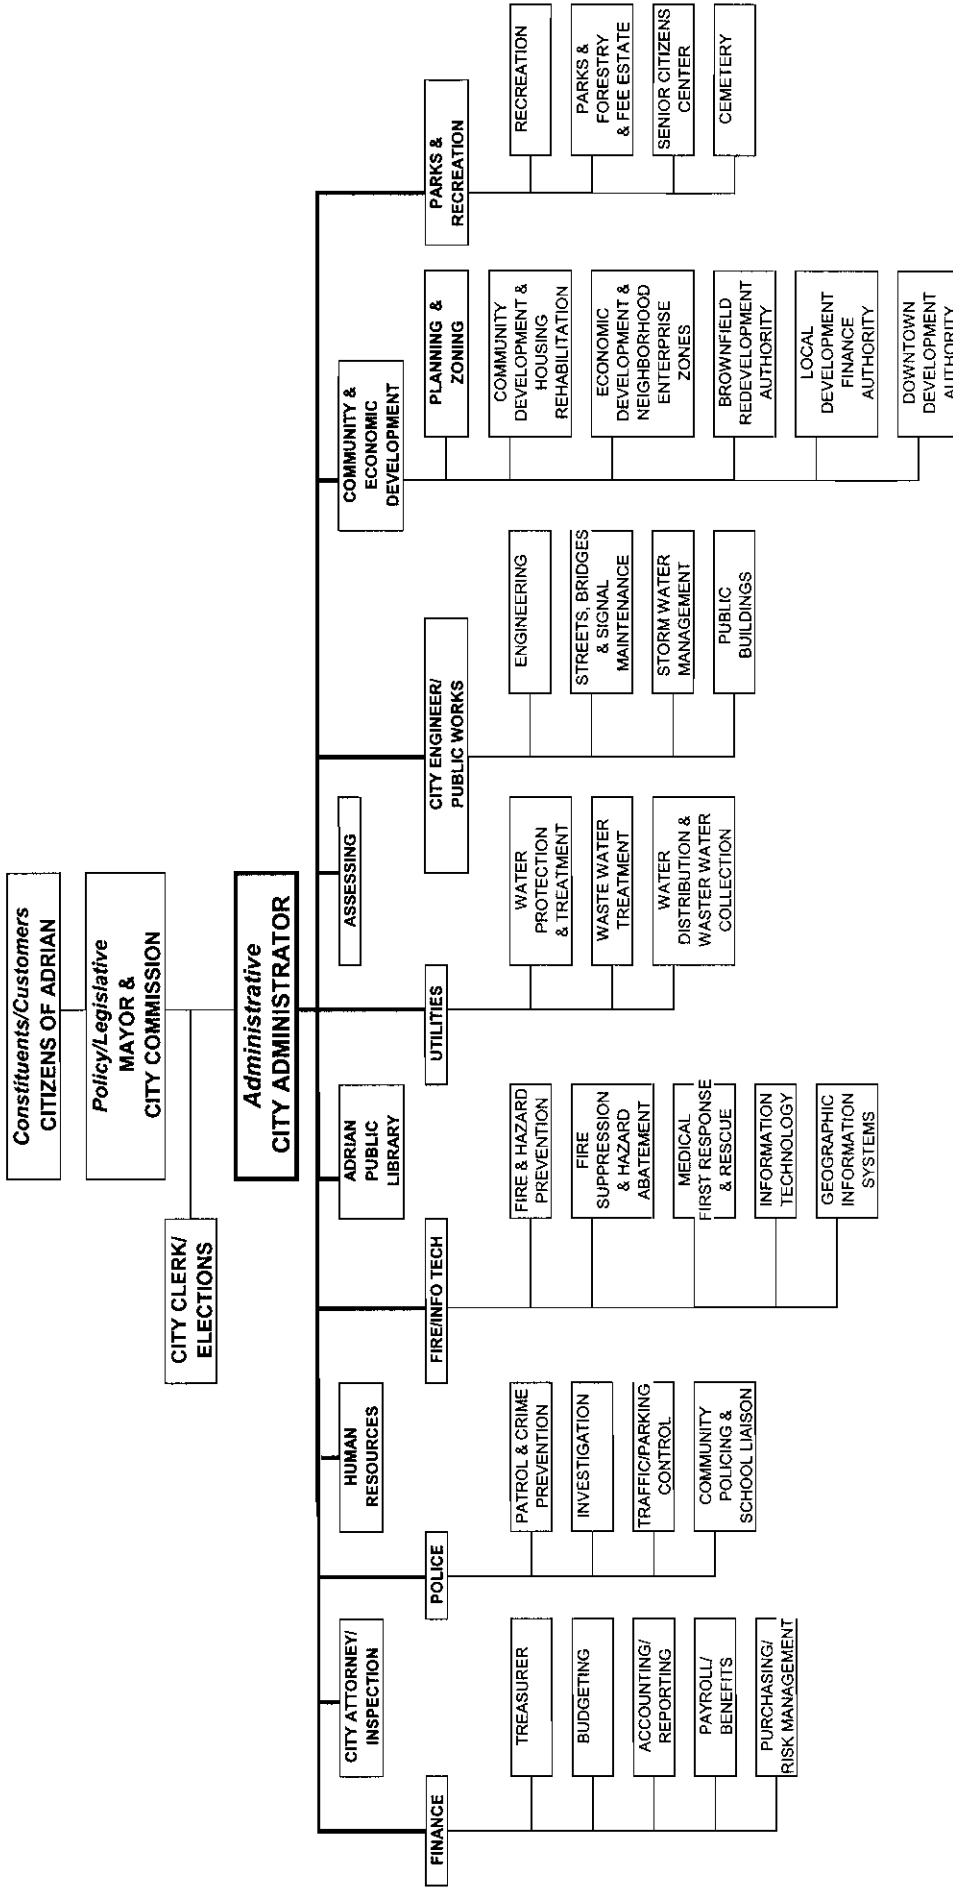 Constituents/Customers
CITIZENS OF ADRIAN
Policy/Legislative
MAYOR &
CITY COMMISSION
CITY CLERK/
ELECTIONS
Administrative
CITY ADMINISTRATOR
CITY ATTORNEY/
INSPECTION
HUMAN
RESOURCES
ADRIAN
PUBLIC
LIBRARY
ASSESSING
COMMUNITY &
ECONOMIC
DEVELOPMENT
FINANCE
TREASURER
BUDGETING
ACCOUNTING/
REPORTING
PAYROLL/
BENEFITS
PURCHASING/
RISK MANAGEMENT
POLICE
PATROL & CRIME
PREVENTION
INVESTIGATION
TRAFFIC/PARKING
CONTROL
COMMUNITY
POLICING &
SCHOOL LIAISON
FIRE/INFO TECH
FIRE & HAZARD
PREVENTION
FIRE
SUPPRESSION
& HAZARD
ABATEMENT
MEDICAL
FIRST RESPONSE
& RESCUE
INFORMATION
TECHNOLOGY
GEOGRAPHIC
INFORMATION
SYSTEMS
UTILITIES
WATER
PROTECTION
& TREATMENT
WASTE WATER
TREATMENT
WATER
DISTRIBUTION &
WASTER WATER
COLLECTION
CITY ENGINEER/
PUBLIC WORKS
ENGINEERING
STREETS, BRIDGES
& SIGNAL
MAINTENANCE
STORM WATER
MANAGEMENT
PUBLIC
BUILDINGS
PLANNING &
ZONING
COMMUNITY
DEVELOPMENT &
HOUSING
REHABILITATION
ECONOMIC
DEVELOPMENT &
NEIGHBORHOOD
ENTERPRISE
ZONES
BROWNFIELD
REDEVELOPMENT
AUTHORITY
LOCAL
DEVELOPMENT
FINANCE
AUTHORITY
DOWNTOWN
DEVELOPMENT
AUTHORITY
PARKS &
RECREATION
RECREATION
PARKS &
FORESTRY
& FEE ESTATE
SENIOR CITIZENS
CENTER
CEMETERY